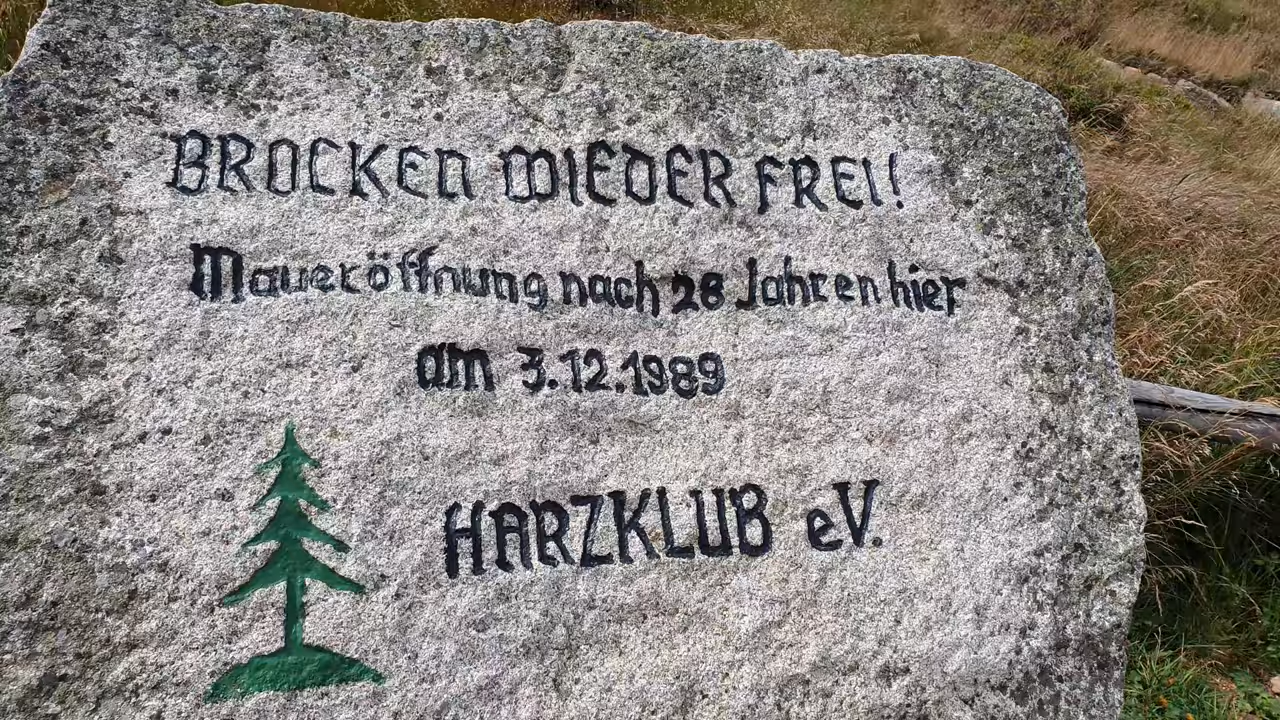 BROCKEN WIEDER FREI!
Maueröffnung nach 28 Jahren hier
am 3.12.1989
HARZKLUB eV.